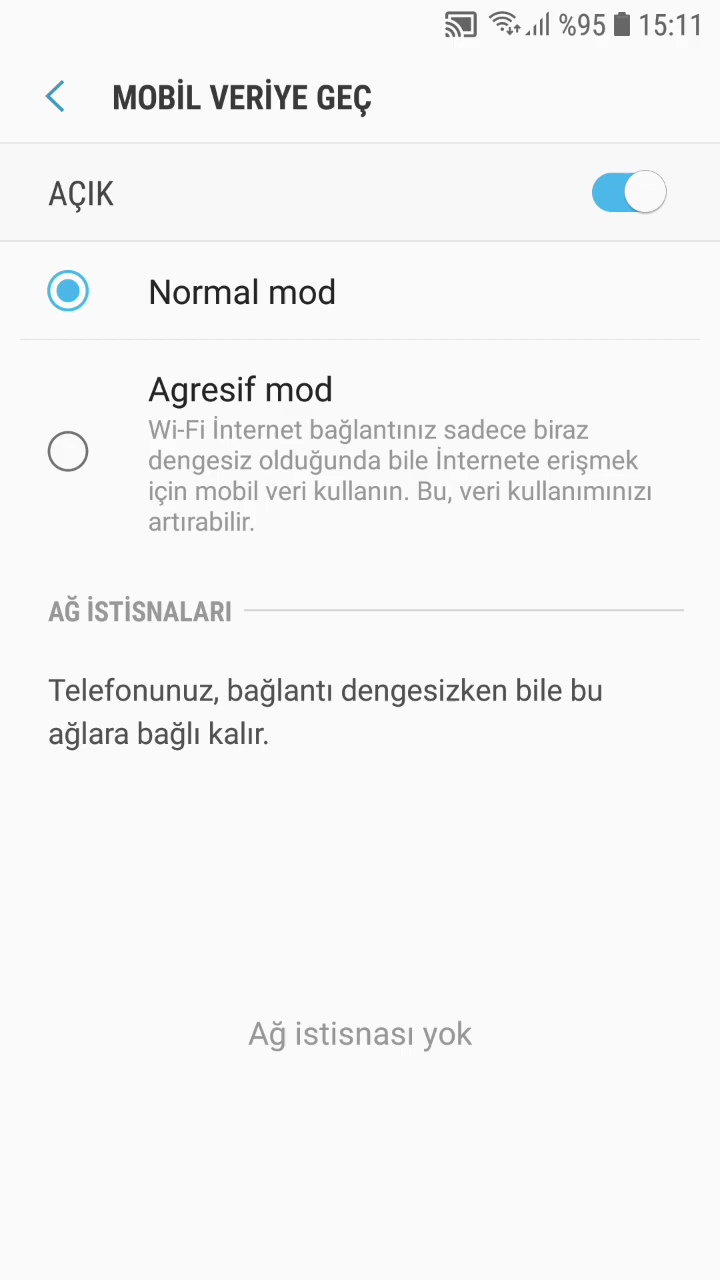 %95 15:11
MOBİL VERİYE GEÇ
AÇIK
Normal mod
Agresif mod
Wi-Fi İnternet bağlantınız sadece biraz
dengesiz olduğunda bile İnternete erişmek
için mobil veri kullanın. Bu, veri kullanımınızı
artırabilir.
AĞ İSTİSNALARI
Telefonunuz, bağlantı dengesizken bile bu
ağlara bağlı kalır.
Ağ istisnası yok